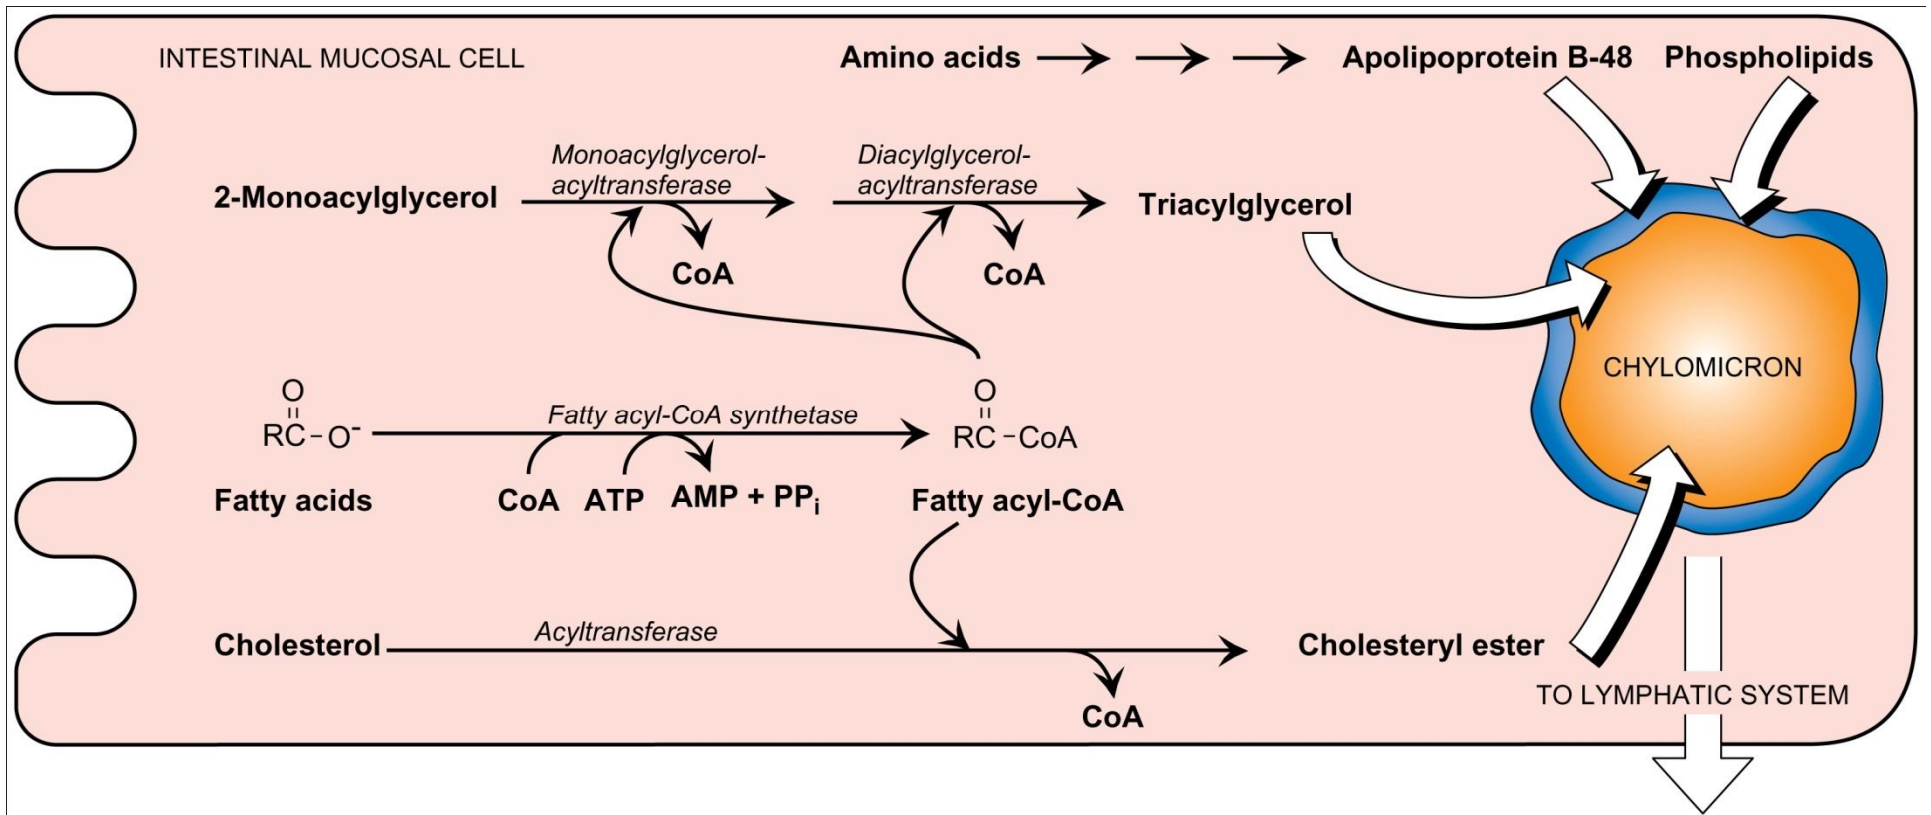 INTESTINAL MUCOSAL CELL
Amino acids
Apolipoprotein B-48
Phospholipids
2-Monoacylglycerol
Monoacylglycerol-
acyltransferase
CoA
Diacylglycerol-
acyltransferase
CoA
Triacylglycerol
CHYLOMICRON
O
RC-O-
Fatty acids
Fatty acyl-CoA synthetase
CoA
ATP
AMP + PPi
O
RC-CoA
Fatty acyl-CoA
Cholesterol
Acyltransferase
CoA
Cholesteryl ester
TO LYMPHATIC SYSTEM